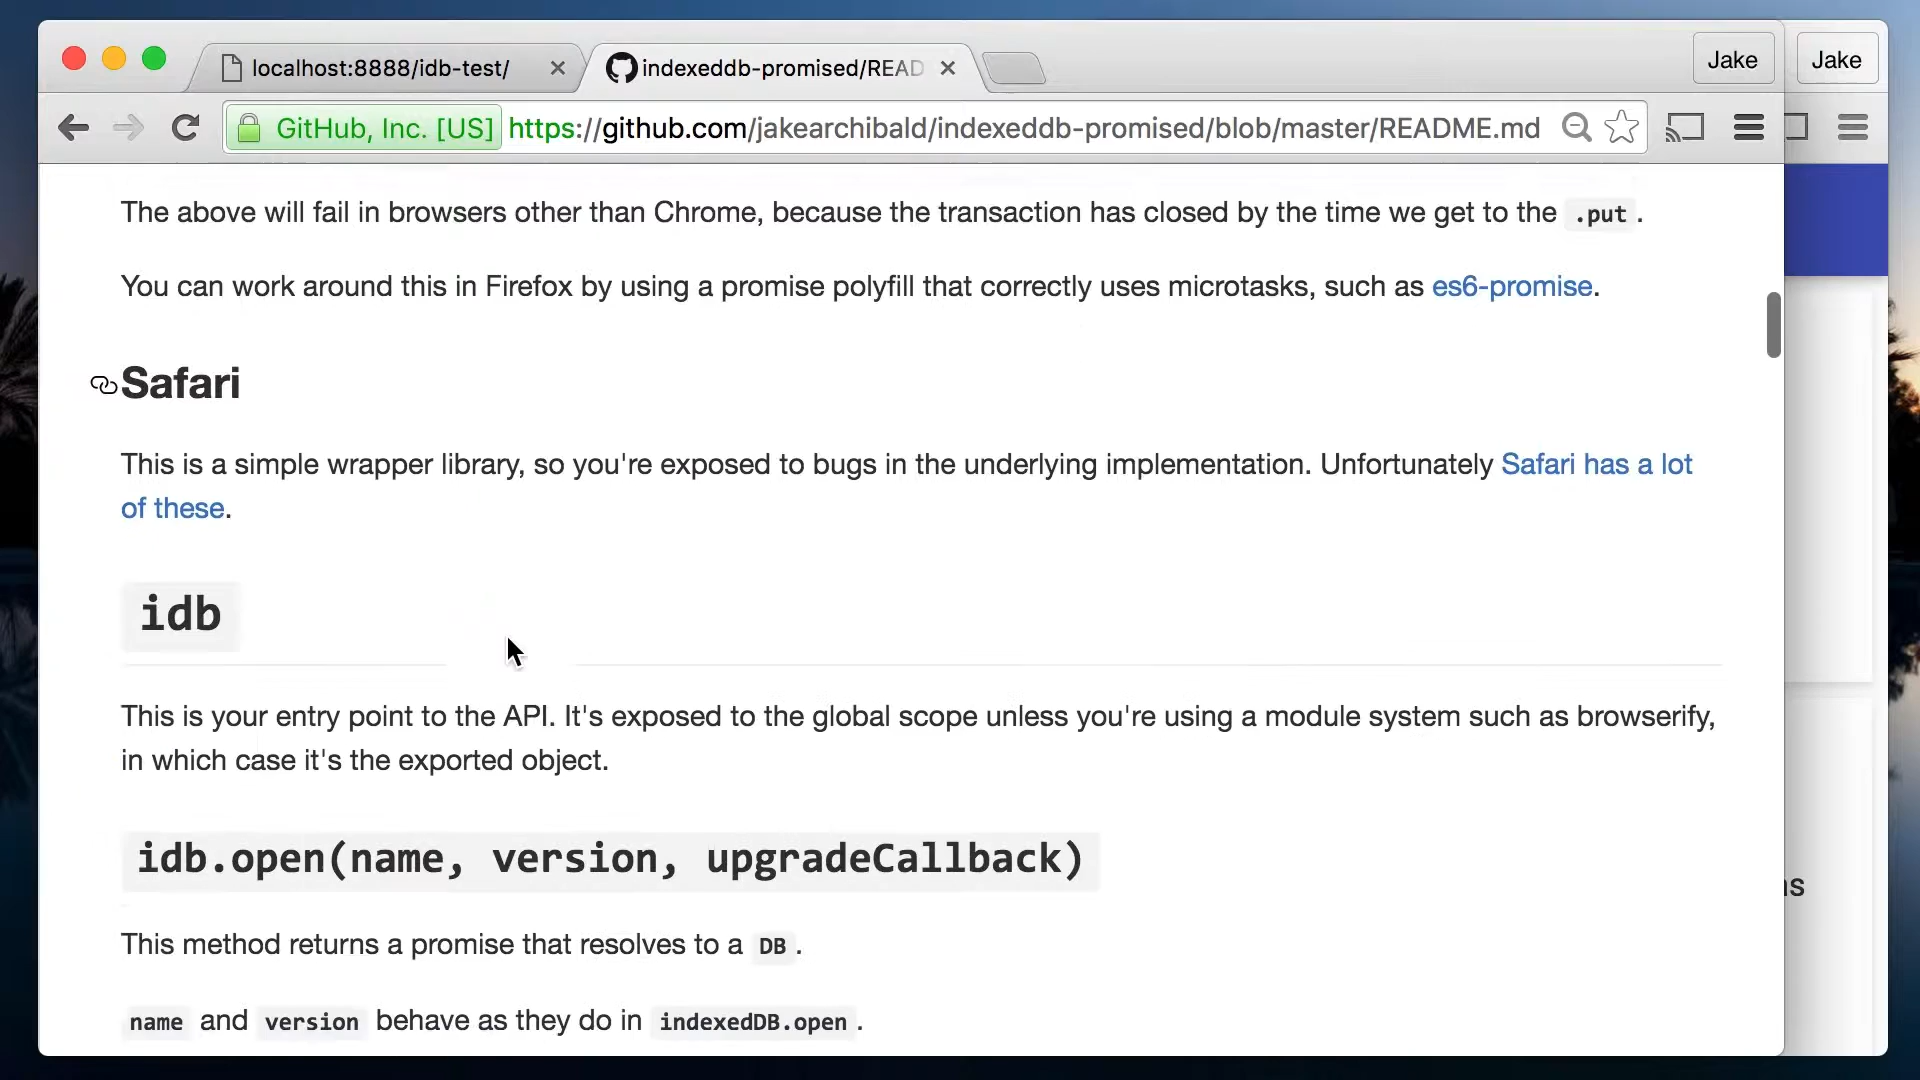 localhost:8888/idb-test/
indexeddb-promised/READ
Jake
Jake
GitHub, Inc. [US] https://github.com/jakearchibald/indexeddb-promised/blob/master/README.md
The above will fail in browsers other than Chrome, because the transaction has closed by the time we get to the .put.
You can work around this in Firefox by using a promise polyfill that correctly uses microtasks, such as es6-promise.
Safari
This is a simple wrapper library, so you're exposed to bugs in the underlying implementation. Unfortunately Safari has a lot
of these.
idb
This is your entry point to the API. It's exposed to the global scope unless you're using a module system such as browserify,
in which case it's the exported object.
idb.open(name, version, upgradeCallback)
This method returns a promise that resolves to a DB.
name and version behave as they do in indexedDB.open.